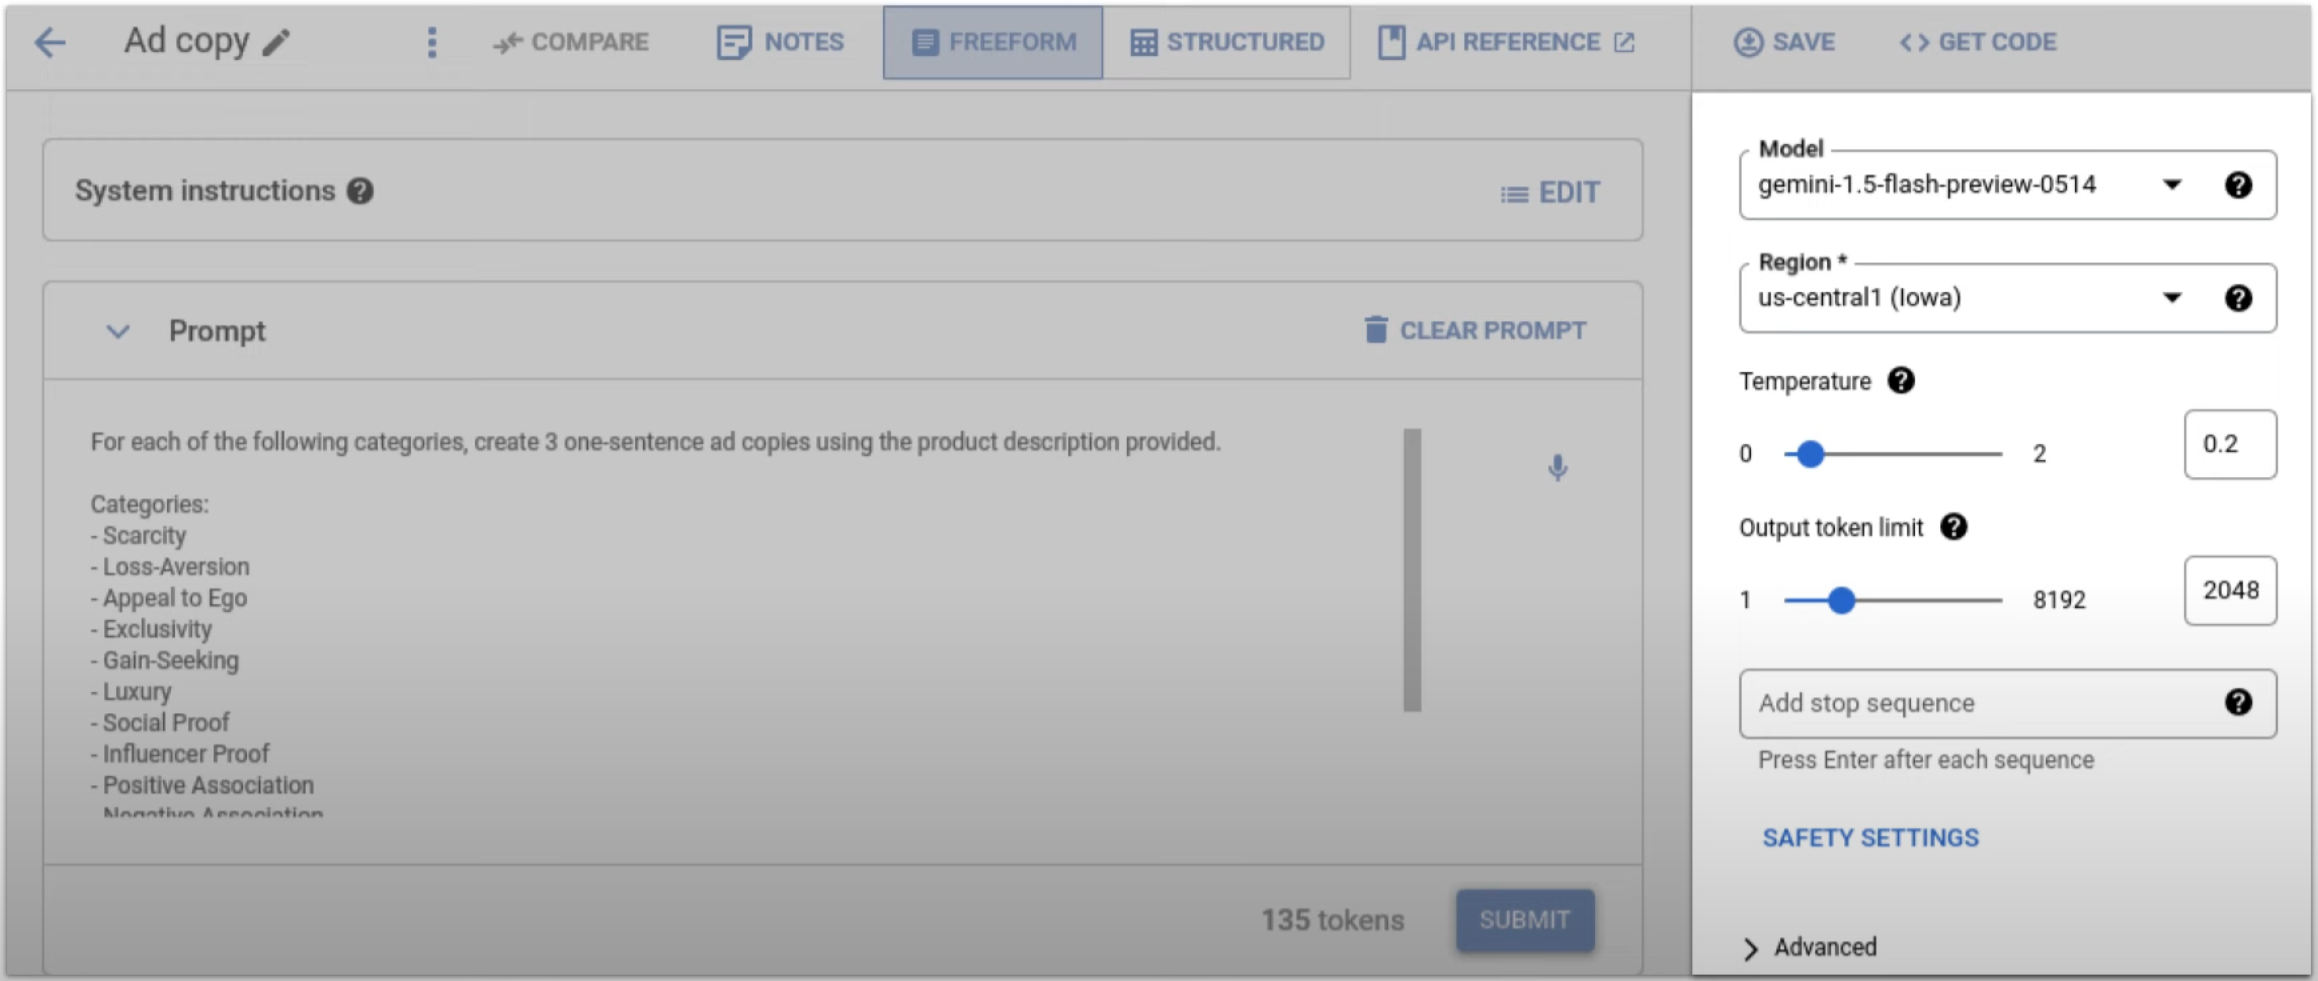 Ad copy
COMPARE
NOTES
FREEFORM
STRUCTURED
API REFERENCE
SAVE
GET CODE
System instructions
EDIT
Prompt
CLEAR PROMPT
For each of the following categories, create 3 one-sentence ad copies using the product description provided.
Categories:
- Scarcity
- Loss-Aversion
- Appeal to Ego
- Exclusivity
- Gain-Seeking
- Luxury
- Social Proof
- Influencer Proof
- Positive Association
Negative Association
135 tokens
SUBMIT
Model
gemini-1.5-flash-preview-0514
Region *
us-central1 (Iowa)
Temperature
0 2 0.2
Output token limit
1 8192 2048
Add stop sequence
Press Enter after each sequence
SAFETY SETTINGS
Advanced